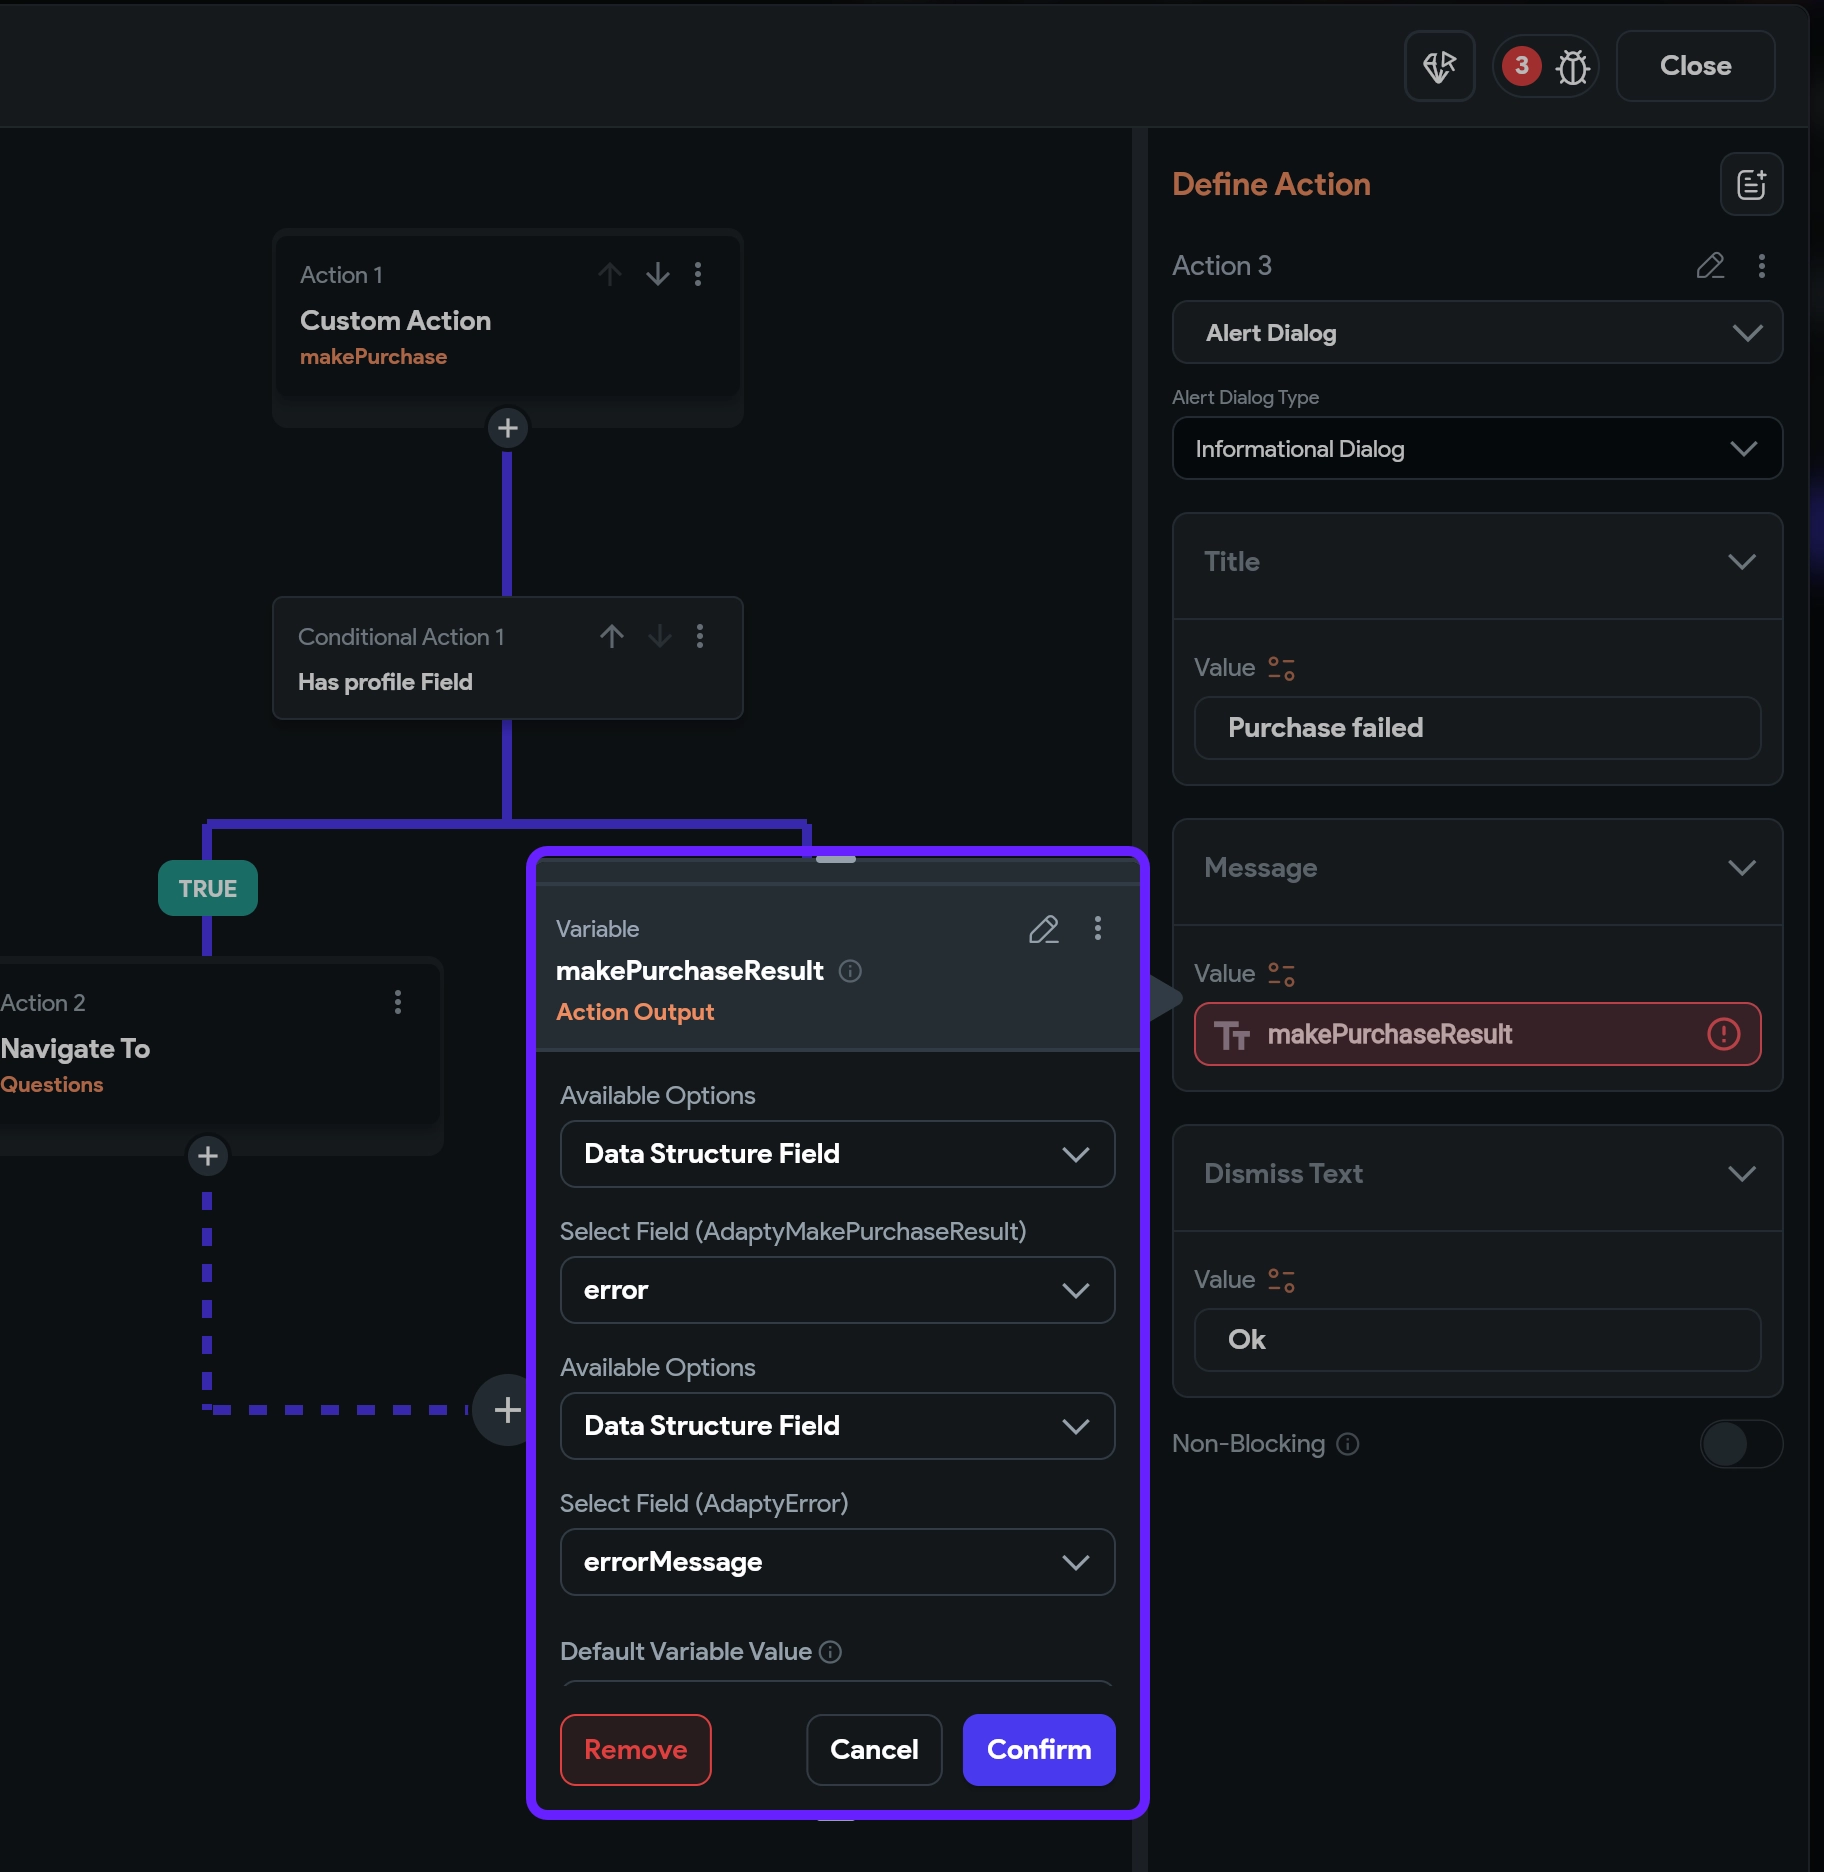 3
Close
Action 1
Custom Action
makePurchase
Conditional Action 1
Has profile Field
TRUE
Action 2
Navigate To
Questions
Variable
makePurchaseResult
Action Output
Available Options
Data Structure Field
Select Field (AdaptyMakePurchaseResult)
error
Available Options
Data Structure Field
Select Field (AdaptyError)
errorMessage
Default Variable Value
Remove
Cancel
Confirm
Define Action
Action 3
Alert Dialog
Alert Dialog Type
Informational Dialog
Title
Value
Purchase failed
Message
Value
makePurchaseResult
Dismiss Text
Value
Ok
Non-Blocking